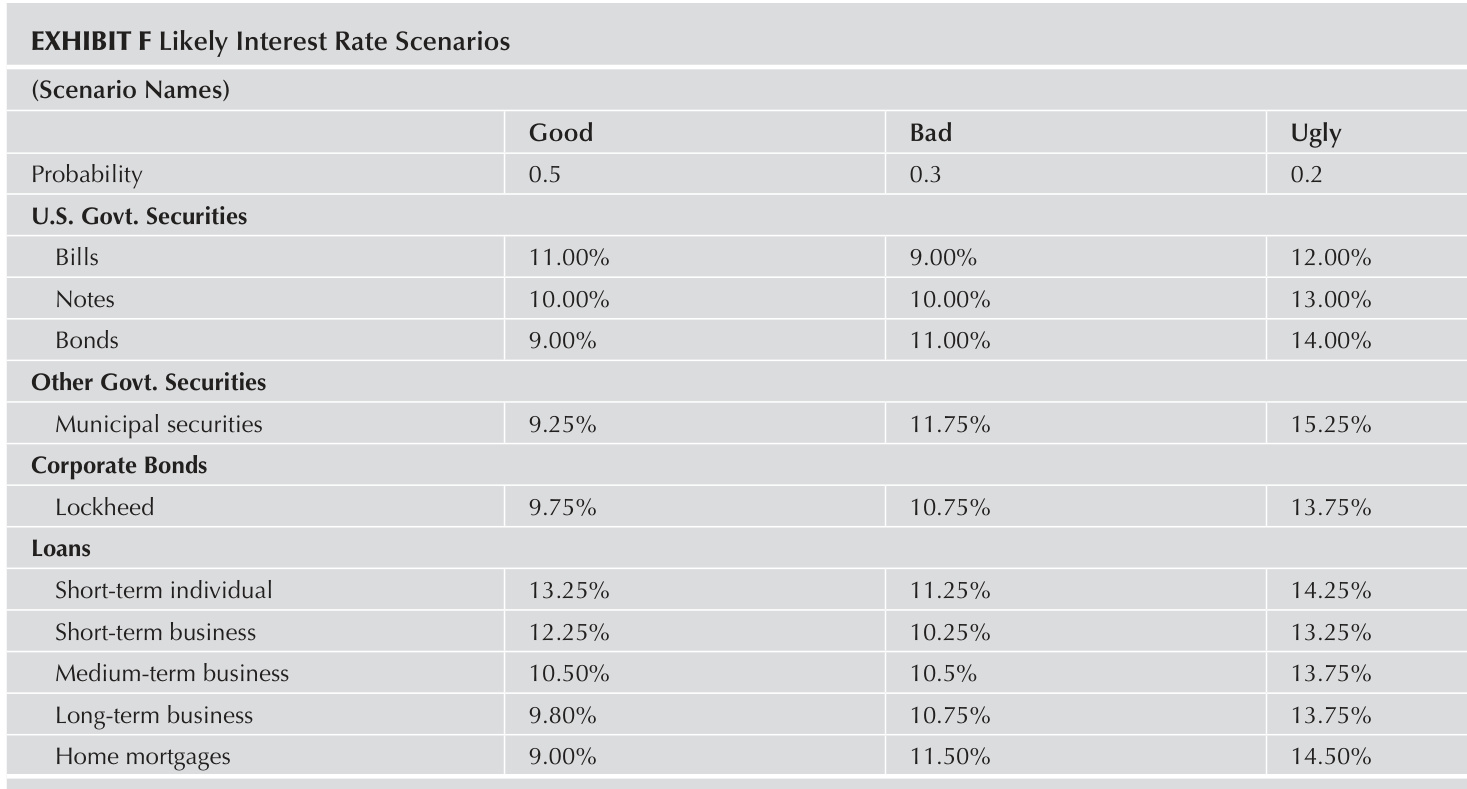 EXHIBIT F Likely Interest Rate Scenarios
(Scenario Names)
Good Bad Ugly
Probability 0.5 0.3 0.2
U.S. Govt. Securities
Bills 11.00% 9.00% 12.00%
Notes 10.00% 10.00% 13.00%
Bonds 9.00% 11.00% 14.00%
Other Govt. Securities
Municipal securities 9.25% 11.75% 15.25%
Corporate Bonds
Lockheed 9.75% 10.75% 13.75%
Loans
Short-term individual 13.25% 11.25% 14.25%
Short-term business 12.25% 10.25% 13.25%
Medium-term business 10.50% 10.5% 13.75%
Long-term business 9.80% 10.75% 13.75%
Home mortgages 9.00% 11.50% 14.50%